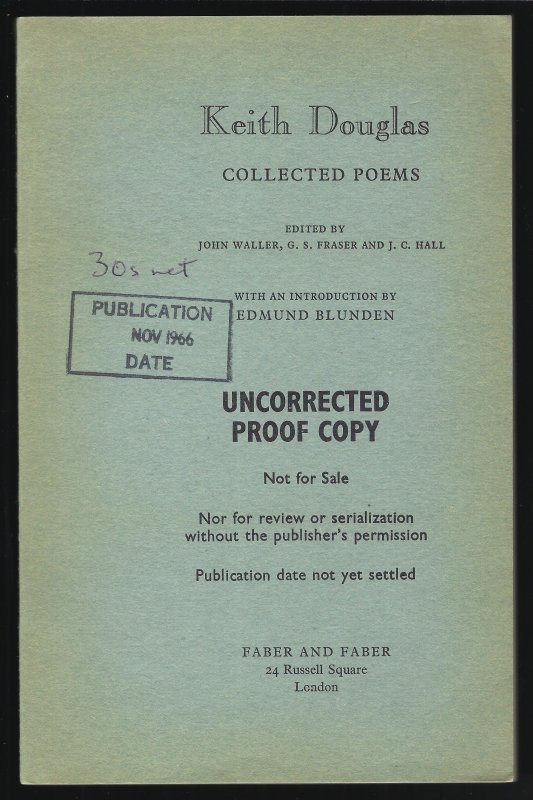 Keith Douglas
COLLECTED POEMS
EDITED BY
JOHN WALLER, G. S. FRASER AND J. C. HALL
30s net
WITH AN INTRODUCTION BY
EDMUND BLUNDEN
PUBLICATION
NOV 1966
DATE
UNCORRECTED
PROOF COPY
Not for Sale
Nor for review or serialization
without the publisher's permission
Publication date not yet settled
FABER AND FABER
24 Russell Square
London